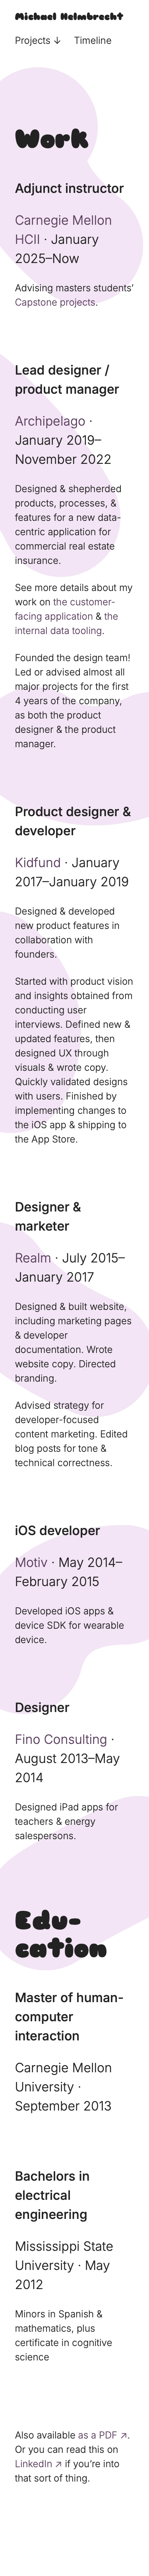 Michael Helmbrecht
Projects ↓ Timeline
Work
Adjunct instructor
Carnegie Mellon
HCII · January
2025–Now
Advising masters students’
Capstone projects.
Lead designer /
product manager
Archipelago ·
January 2019–
November 2022
Designed & shepherded
products, processes, &
features for a new data-
centric application for
commercial real estate
insurance.
See more details about my
work on the customer-
facing application & the
internal data tooling.
Founded the design team!
Led or advised almost all
major projects for the first
4 years of the company,
as both the product
designer & the product
manager.
Product designer &
developer
Kidfund · January
2017–January 2019
Designed & developed
new product features in
collaboration with
founders.
Started with product vision
and insights obtained from
conducting user
interviews. Defined new &
updated features, then
designed UX through
visuals & wrote copy.
Quickly validated designs
with users. Finished by
implementing changes to
the iOS app & shipping to
the App Store.
Designer &
marketer
Realm · July 2015–
January 2017
Designed & built website,
including marketing pages
& developer
documentation. Wrote
website copy. Directed
branding.
Advised strategy for
developer-focused
content marketing. Edited
blog posts for tone &
technical correctness.
iOS developer
Motiv · May 2014–
February 2015
Developed iOS apps &
device SDK for wearable
device.
Designer
Fino Consulting ·
August 2013–May
2014
Designed iPad apps for
teachers & energy
salespersons.
Edu-
cation
Master of human-
computer
interaction
Carnegie Mellon
University ·
September 2013
Bachelors in
electrical
engineering
Mississippi State
University · May
2012
Minors in Spanish &
mathematics, plus
certificate in cognitive
science
Also available as a PDF ↗.
Or you can read this on
LinkedIn ↗ if you’re into
that sort of thing.